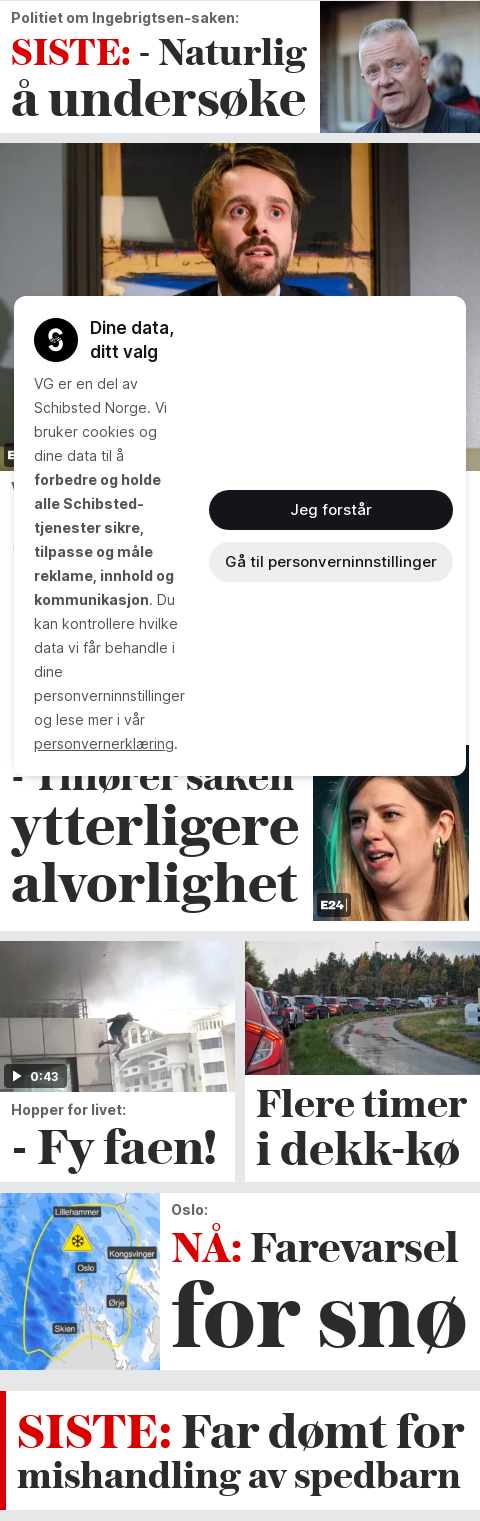 Politiet om Ingebrigtsen-saken:
SISTE: - Naturlig
å undersøke
Dine data,
ditt valg
VG er en del av
Schibsted Norge. Vi
bruker cookies og
dine data til å
forbedre og holde
alle Schibsted-
tjenester sikre,
tilpasse og måle
reklame, innhold og
kommunikasjon. Du
kan kontrollere hvilke
data vi får behandle i
dine
personverninnstillinger
og lese mer i vår
personvernerklæring.
Jeg forstår
Gå til personverninnstillinger
- Tilfører saken
ytterligere
alvorlighet
E24
0:43
Hopper for livet:
- Fy faen!
Flere timer
i dekk-kø
Lillehammer
Kongsvinger
Oslo
Ørje
Skien
Oslo:
NÅ: Farevarsel
for snø
SISTE: Far dømt for
mishandling av spedbarn